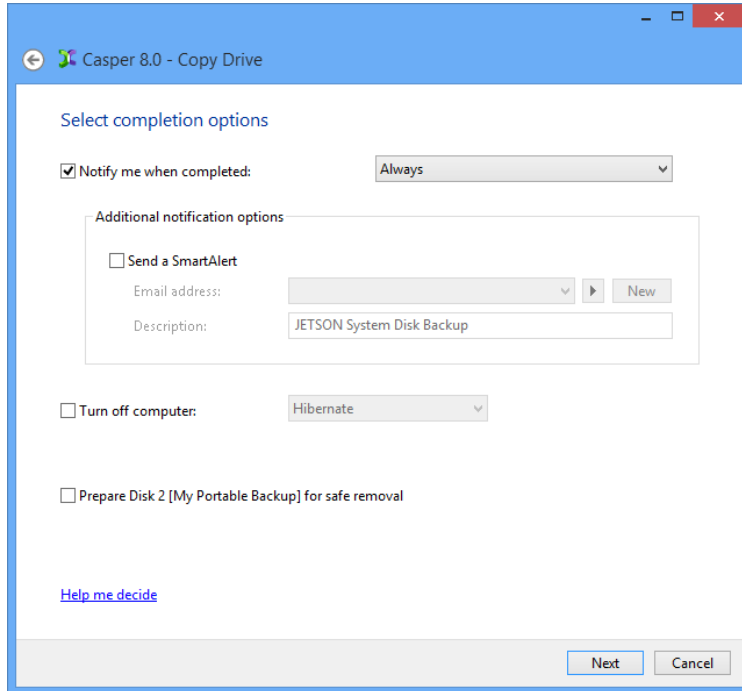 Casper 8.0 - Copy Drive
Select completion options
Notify me when completed: Always
Additional notification options
Send a SmartAlert
Email address: New
Description: JETSON System Disk Backup
Turn off computer: Hibernate
Prepare Disk 2 [My Portable Backup] for safe removal
Help me decide
Next Cancel